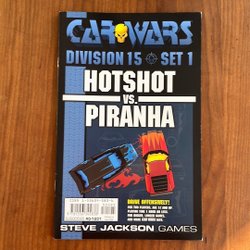 CAR WARS
DIVISION 15 ★ SET 1
HOTSHOT
VS.
PIRANHA
DRIVE OFFENSIVELY!
STEVE JACKSON GAMES